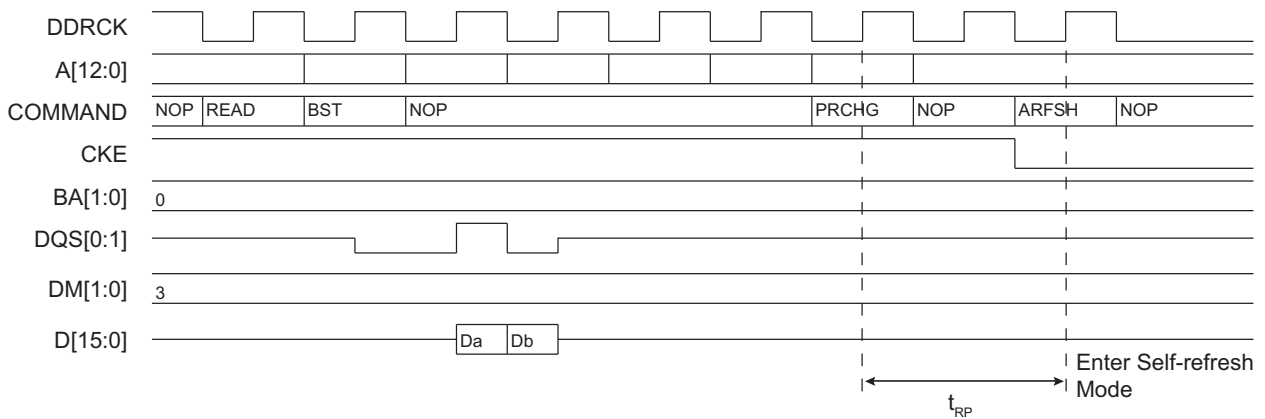 DDRCK
A[12:0]
COMMAND NOP READ BST NOP PRCHG NOP ARFSH NOP
CKE
BA[1:0] 0
DQS[0:1]
DM[1:0] 3
D[15:0] Da Db
Enter Self-refresh
Mode
tRP